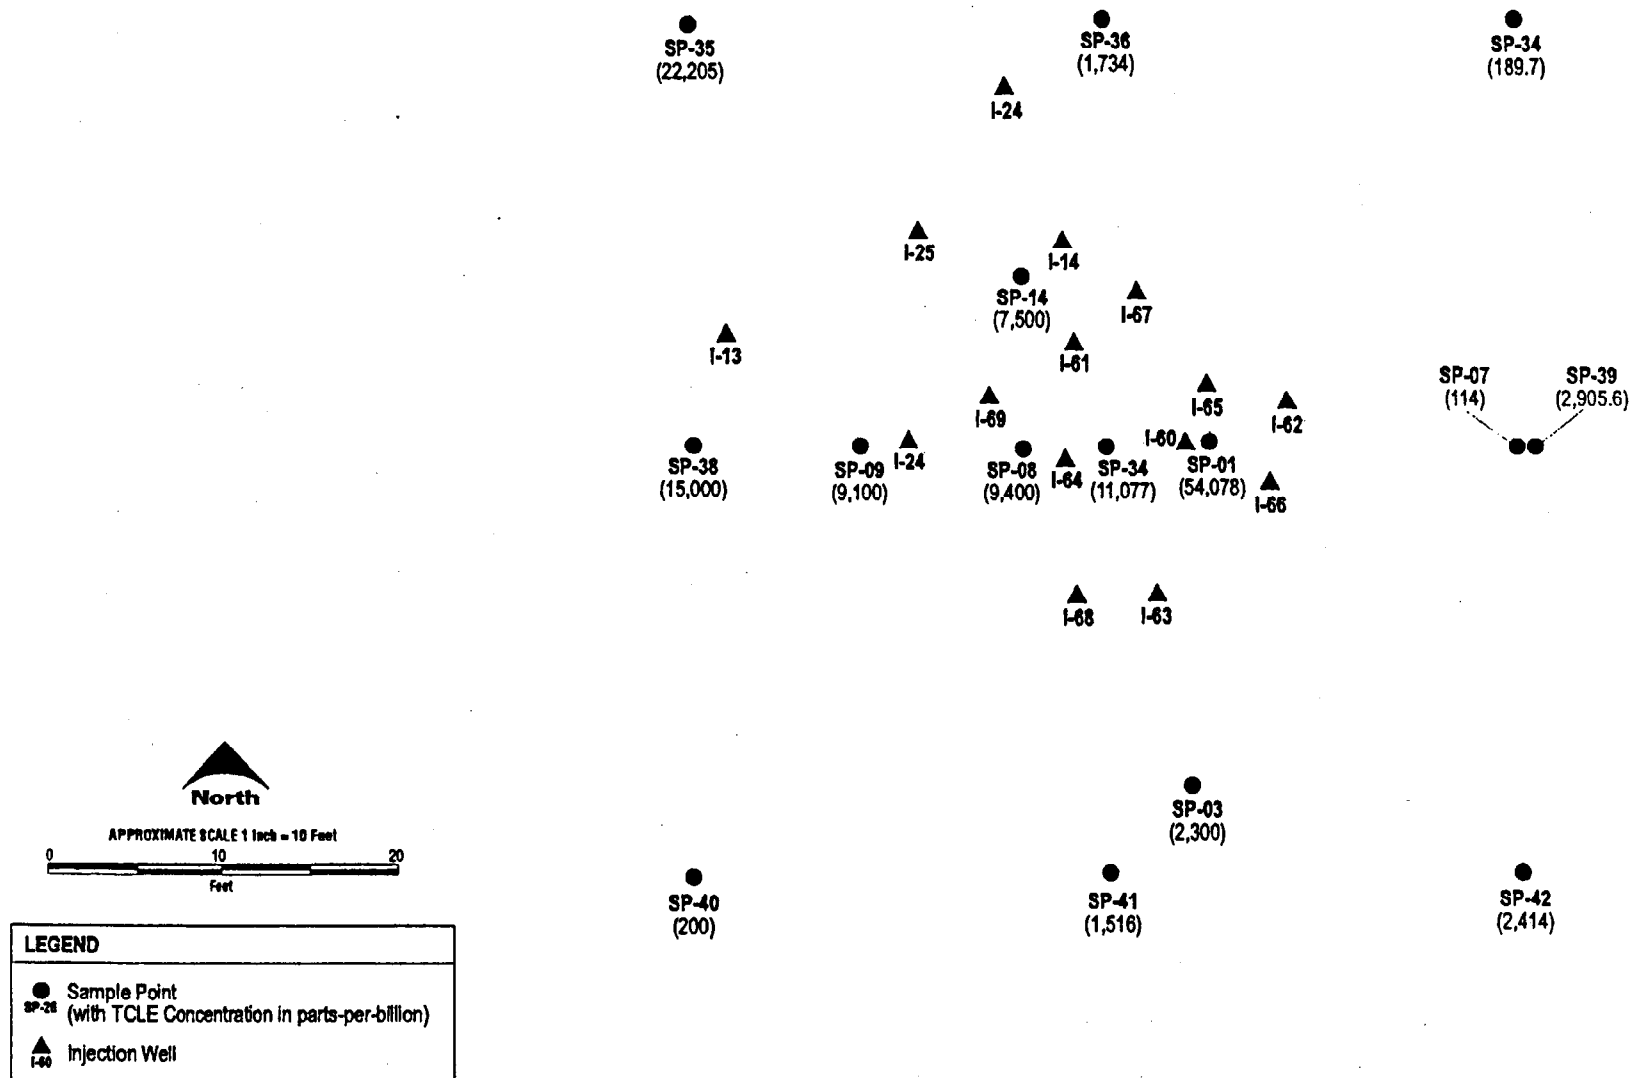 SP-35
(22,205)
SP-36
(1,734)
SP-34
(189.7)
I-24
I-25
I-14
SP-14
(7,500)
I-67
I-13
I-61
SP-07
(114)
SP-39
(2,905.6)
I-69
I-65
I-62
SP-38
(15,000)
SP-09
(9,100)
I-24
SP-08
(9,400)
I-64
SP-34
(11,077)
I-60
SP-01
(54,078)
I-66
I-68
I-63
SP-03
(2,300)
North
APPROXIMATE SCALE 1 Inch = 10 Feet
0 10 20
Feet
SP-40
(200)
SP-41
(1,516)
SP-42
(2,414)
LEGEND
SP-26
Sample Point
(with TCLE Concentration in parts-per-billion)
I-60
Injection Well